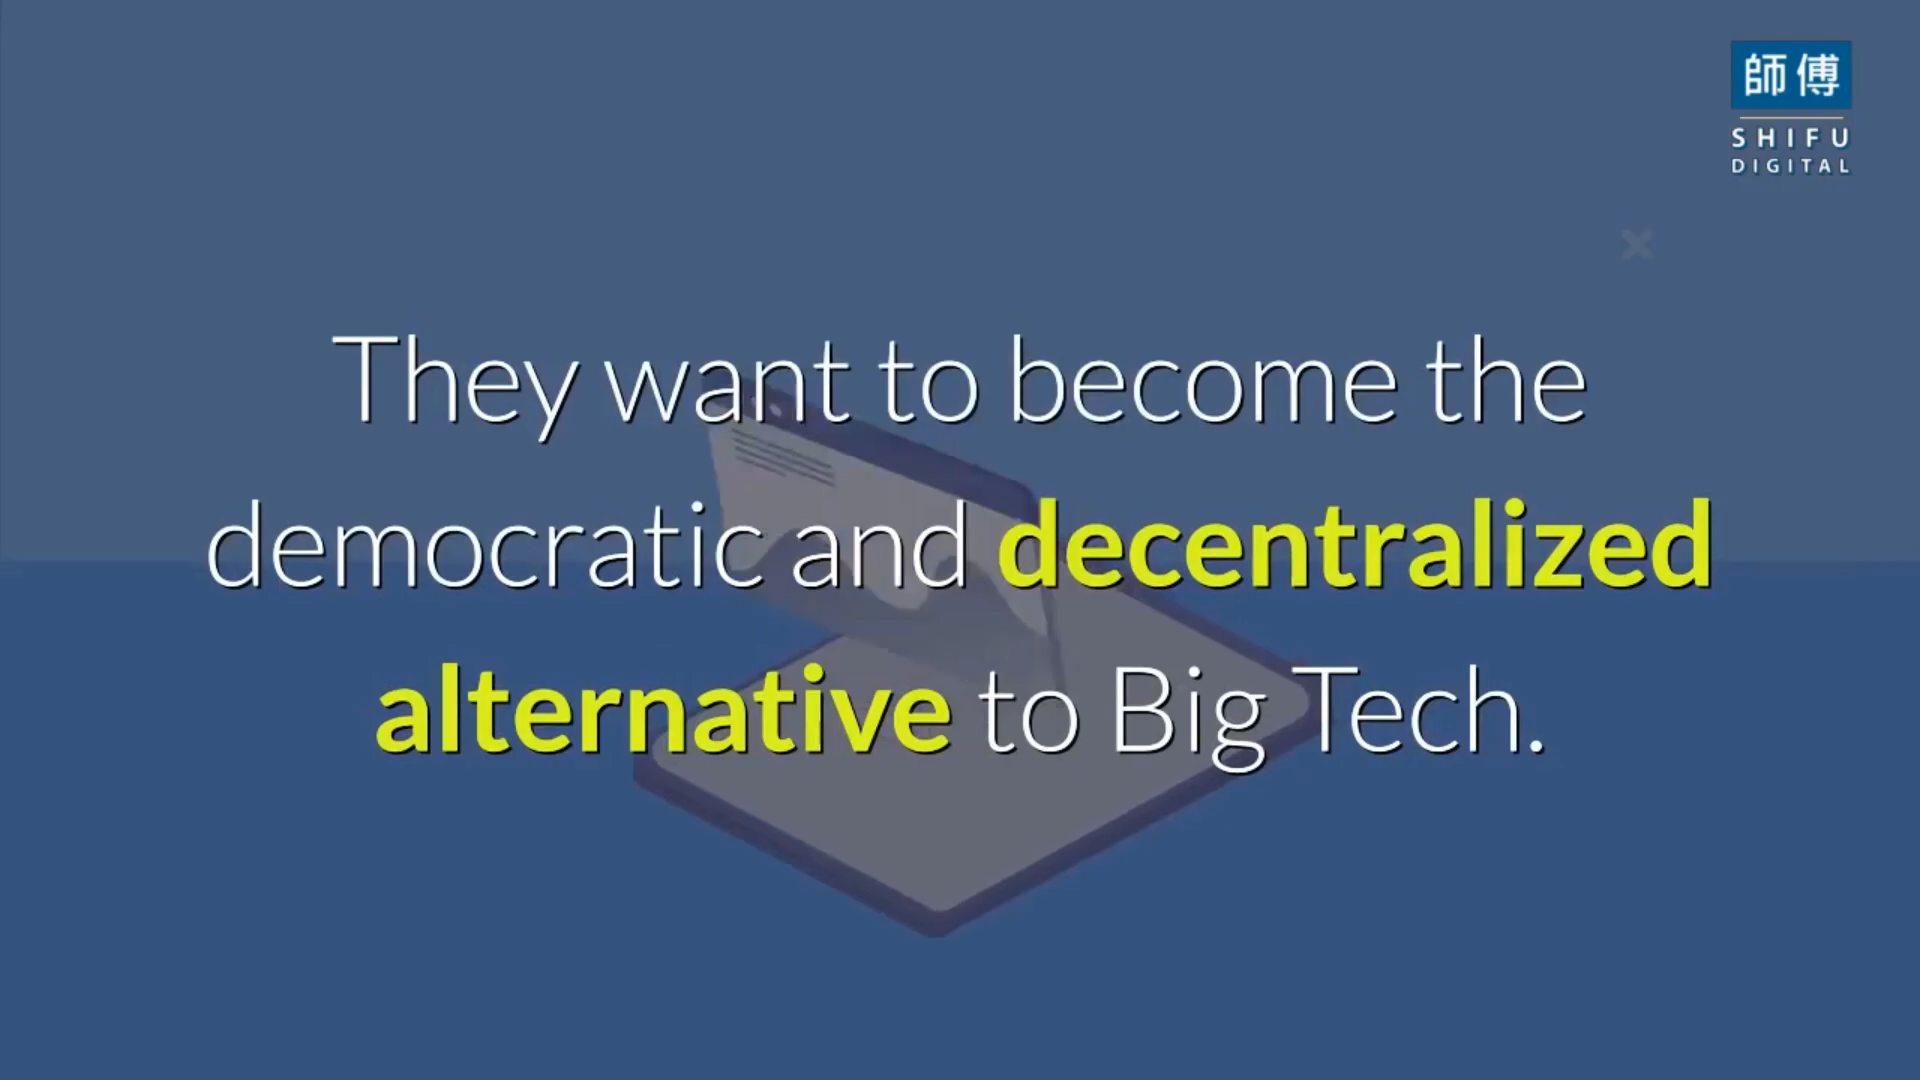 師傅
SHIFU
DIGITAL
They want to become the
democratic and decentralized
alternative to Big Tech.